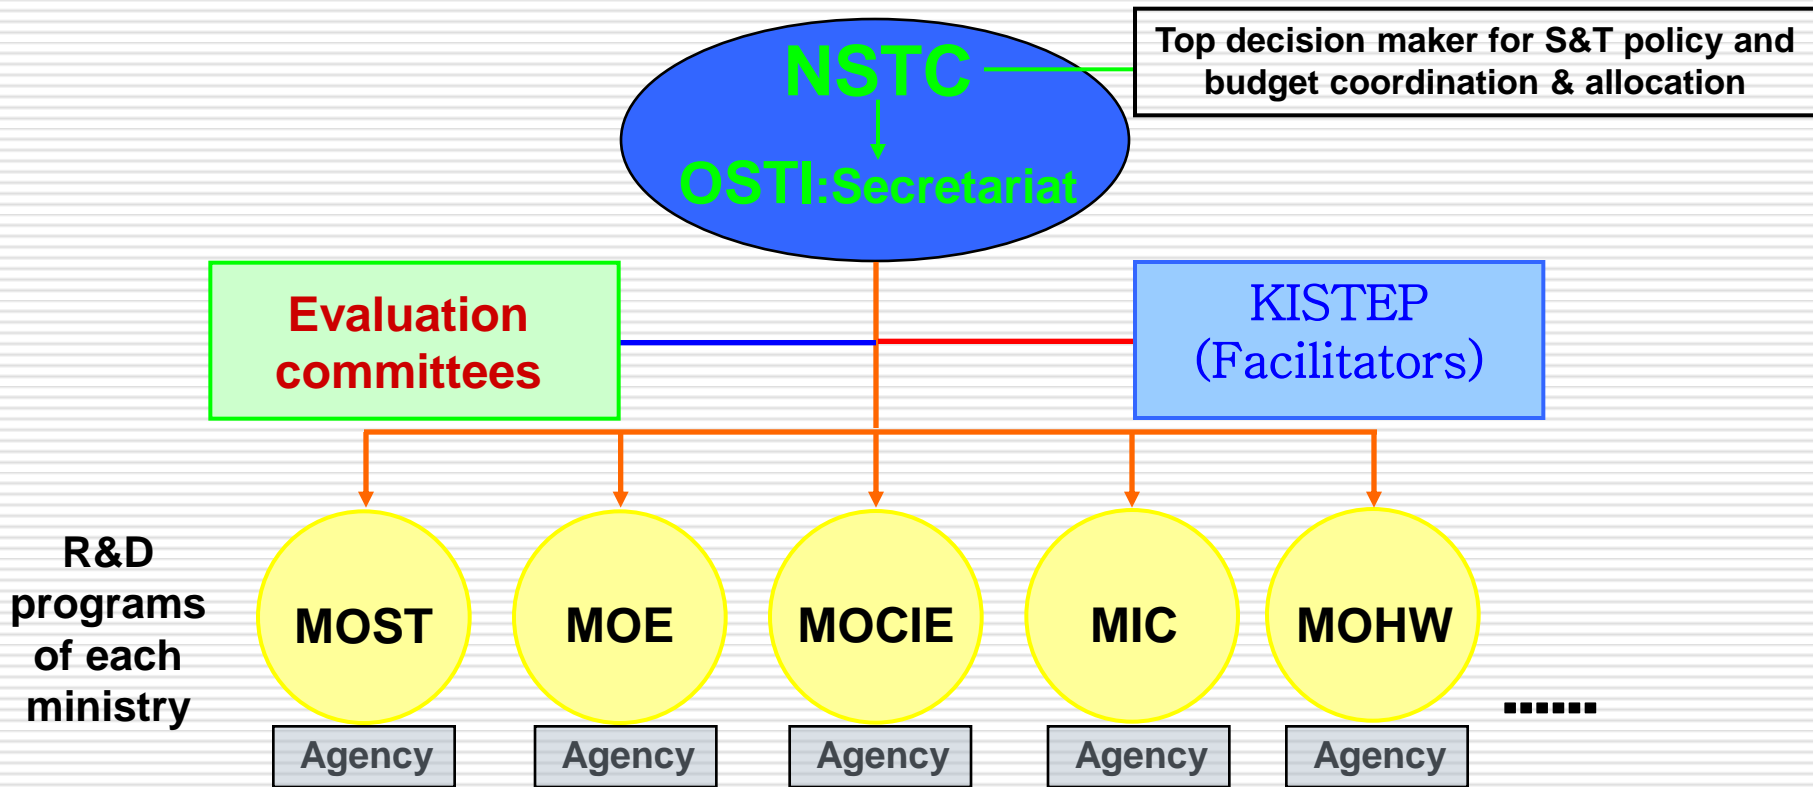 NSTC
Top decision maker for S&T policy and
budget coordination & allocation
OSTI:Secretariat
Evaluation
committees
KISTEP
(Facilitators)
R&D
programs
of each
ministry
MOST
MOE
MOCIE
MIC
MOHW
......
Agency
Agency
Agency
Agency
Agency